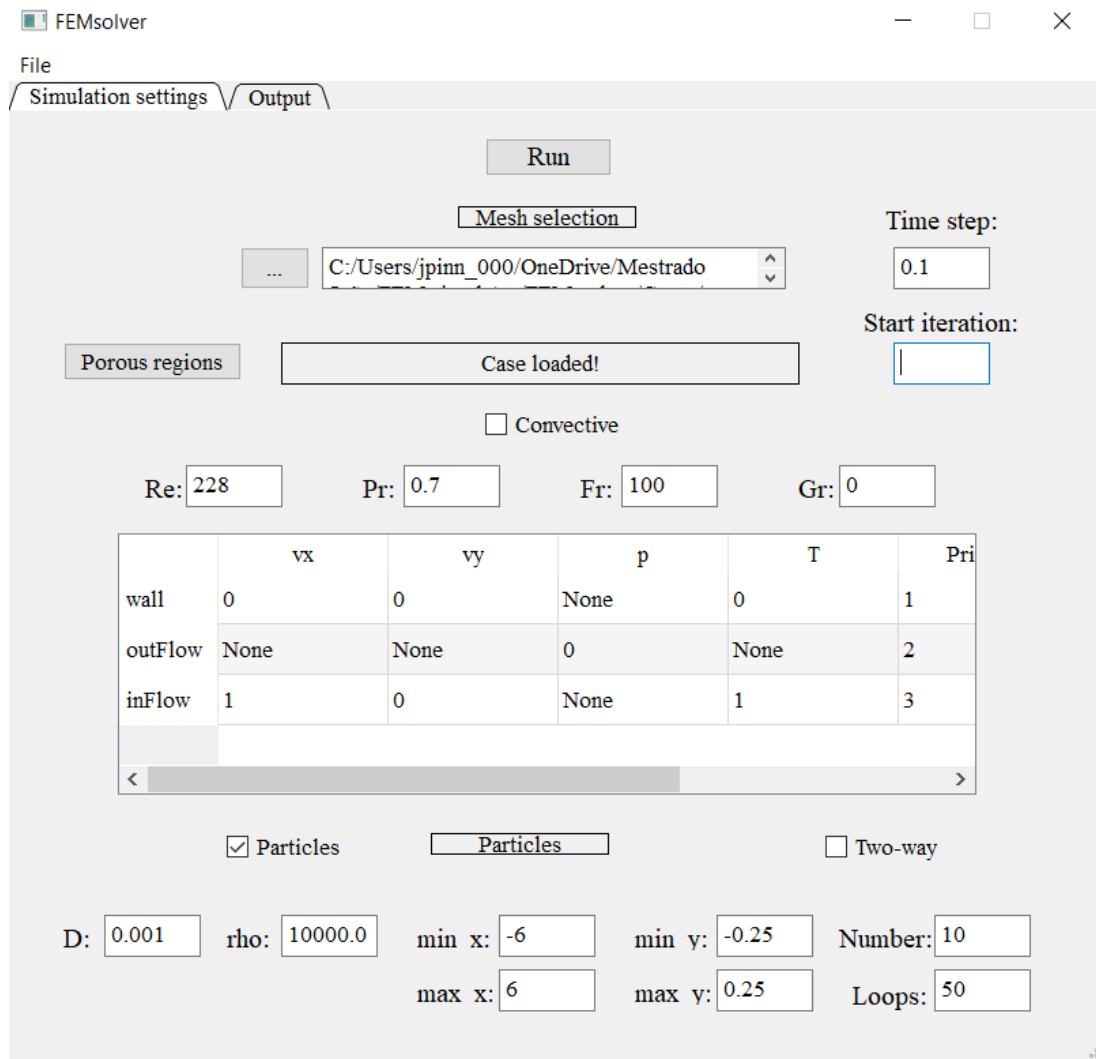 FEMsolver
File
Simulation settings Output
Run
Mesh selection
Time step:
... C:/Users/jpinn_000/OneDrive/Mestrado
0.1
Start iteration:
Porous regions Case loaded!
Convective
Re: 228 Pr: 0.7 Fr: 100 Gr: 0
vx vy p T Pri
wall 0 0 None 0 1
outFlow None None 0 None 2
inFlow 1 0 None 1 3
Particles Particles Two-way
D: 0.001 rho: 10000.0 min x: -6 min y: -0.25 Number: 10
max x: 6 max y: 0.25 Loops: 50